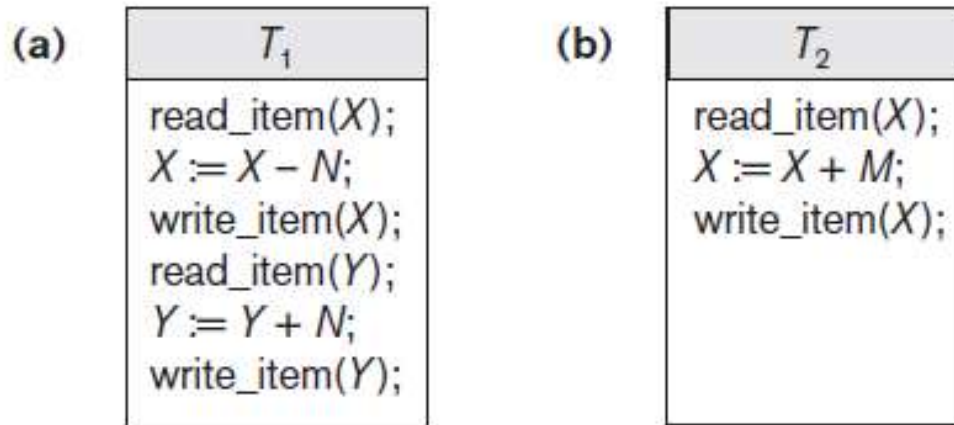 (a)
T₁
read_item(X);
X := X – N;
write_item(X);
read_item(Y);
Y := Y + N;
write_item(Y);
(b)
T₂
read_item(X);
X := X + M;
write_item(X);